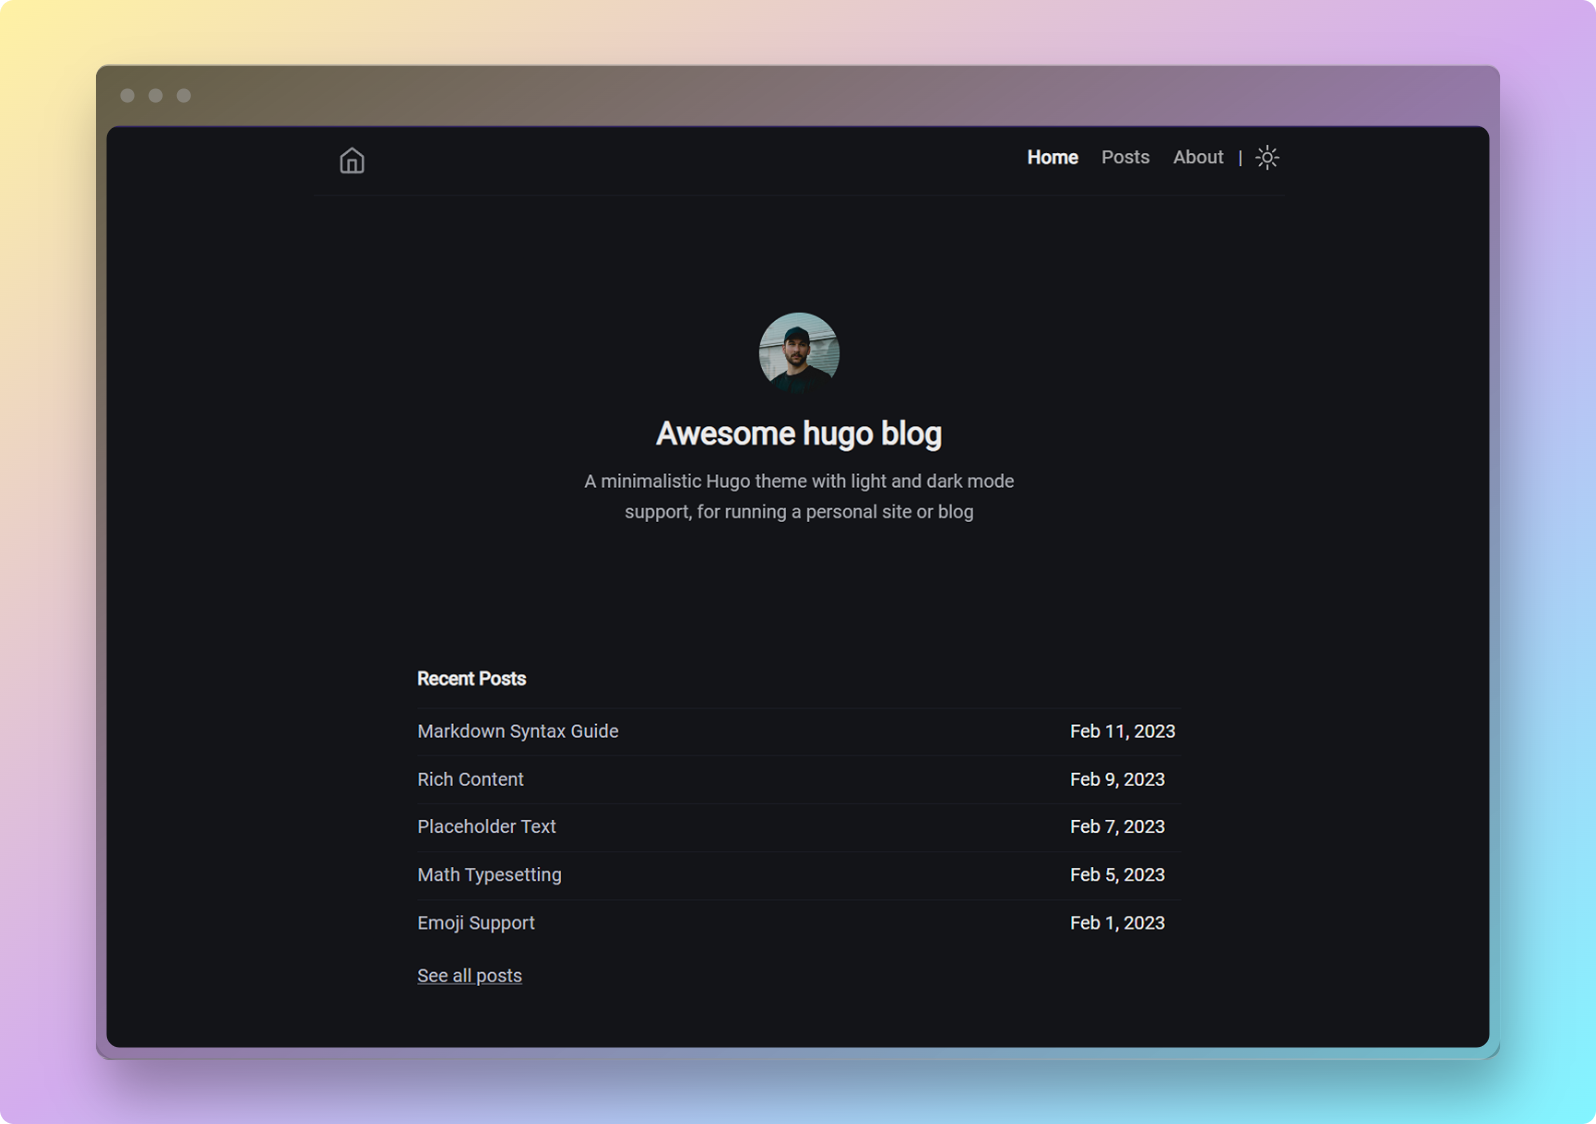 Home Posts About |
Awesome hugo blog
A minimalistic Hugo theme with light and dark mode
support, for running a personal site or blog
Recent Posts
Markdown Syntax Guide Feb 11, 2023
Rich Content Feb 9, 2023
Placeholder Text Feb 7, 2023
Math Typesetting Feb 5, 2023
Emoji Support Feb 1, 2023
See all posts